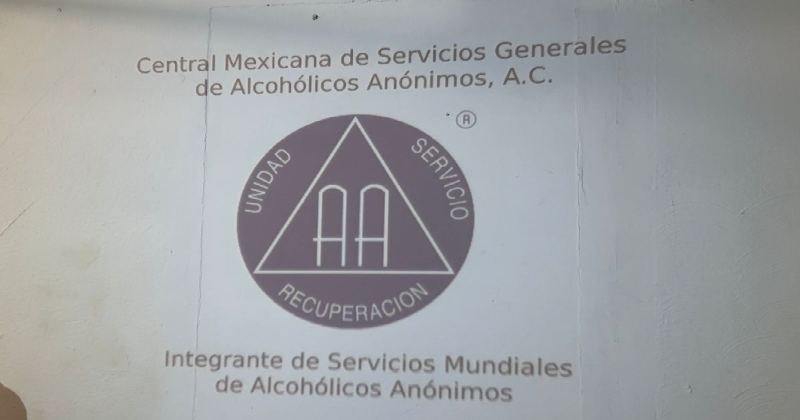 Central Mexicana de Servicios Generales
de Alcohólicos Anónimos, A.C.
®
UNIDAD
SERVICIO
AA
RECUPERACION
Integrante de Servicios Mundiales
de Alcohólicos Anónimos